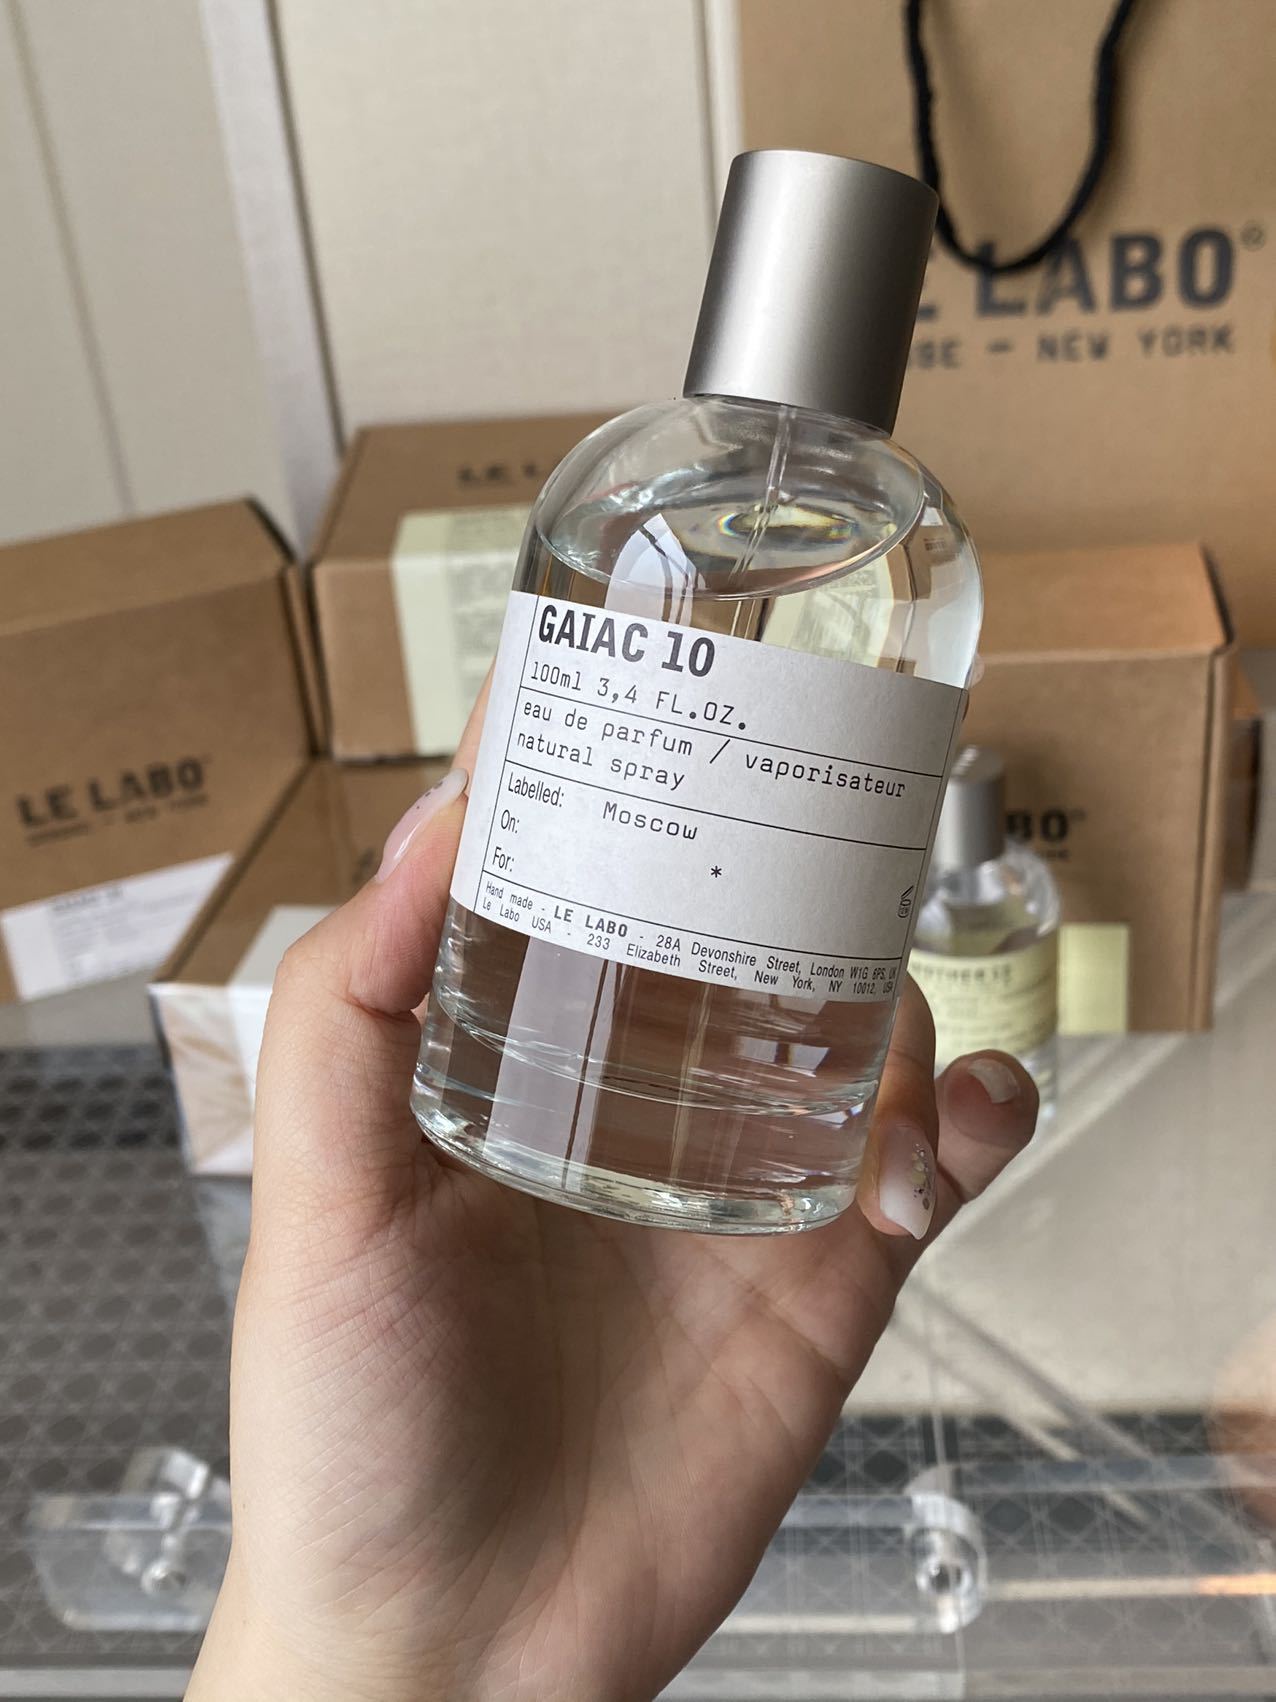 LE LABO®
NEW YORK
LE L
GAIAC 10
100ml 3,4 FL.OZ.
eau de parfum / vaporisateur
natural spray
Labelled: Moscow
On:
For: *
Hand made - LE LABO - 28A Devonshire Street, London W1G 6PS, UK
Le Labo USA - 233 Elizabeth Street, New York, NY 10012, USA
LE LABO